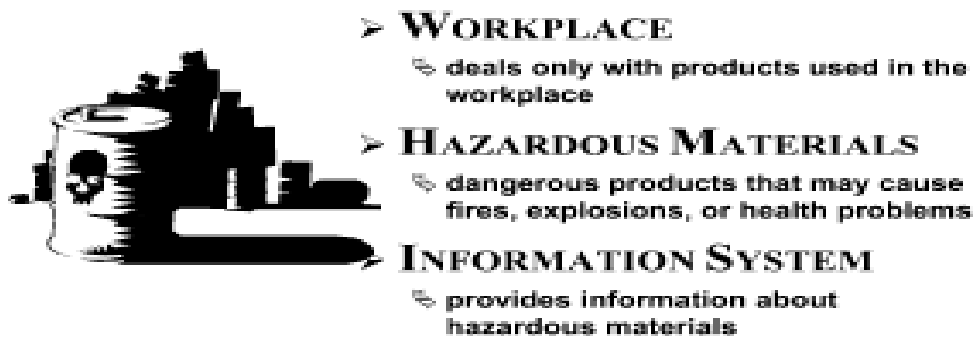 WORKPLACE
deals only with products used in the
workplace
HAZARDOUS MATERIALS
dangerous products that may cause
fires, explosions, or health problems
INFORMATION SYSTEM
provides information about
hazardous materials